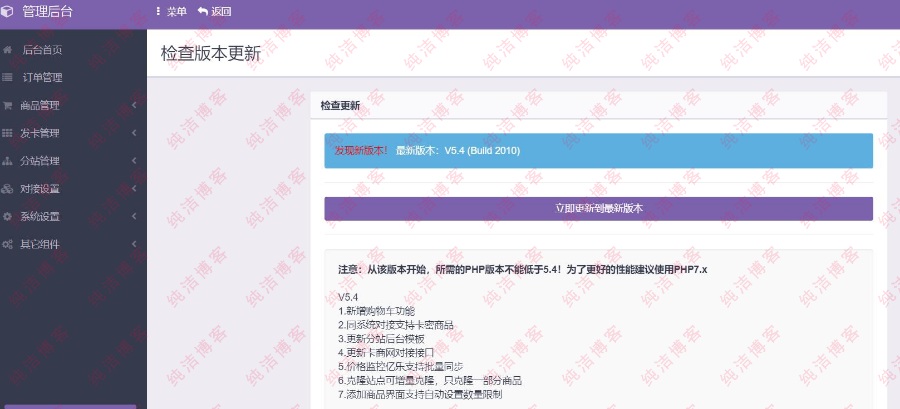 管理后台
菜单 返回
后台首页
订单管理
商品管理
发卡管理
分站管理
对接设置
系统设置
其它组件
检查版本更新
检查更新
发现新版本！ 最新版本：V5.4 (Build 2010)
立即更新到最新版本
注意：从该版本开始，所需的PHP版本不能低于5.4！为了更好的性能建议使用PHP7.x
V5.4
1.新增购物车功能
2.同系统对接支持卡密商品
3.更新分站后台模板
4.更新卡商网对接接口
5.价格监控亿乐支持批量同步
6.克隆站点可增量克隆，只克隆一部分商品
7.添加商品界面支持自动设置数量限制
纯洁博客